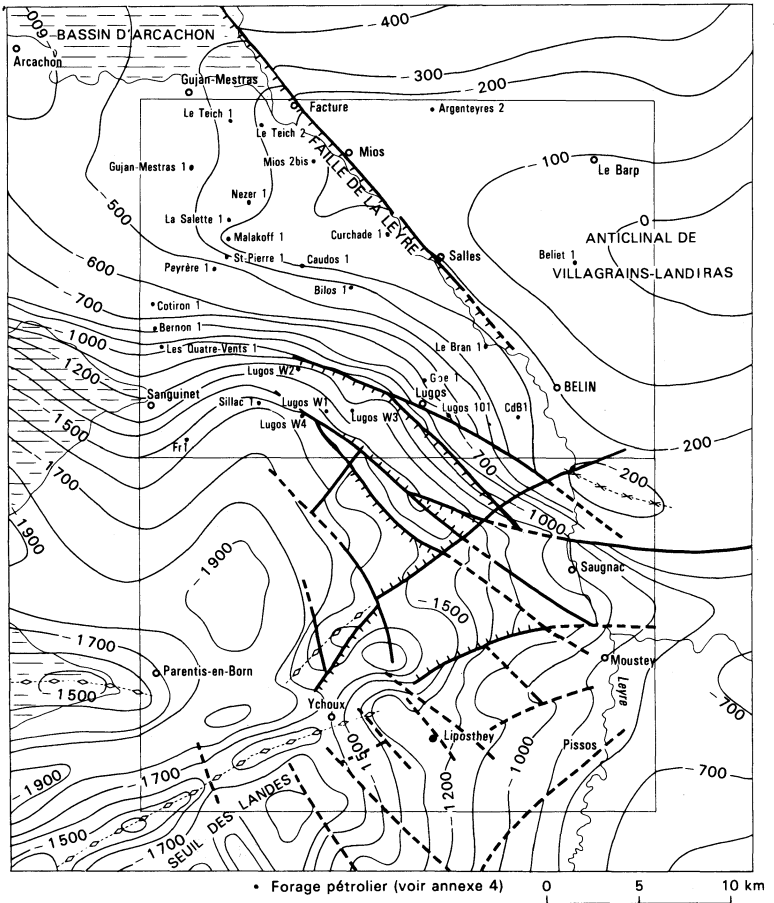 600
BASSIN D'ARCACHON
Arcachon
- 400
- 300
- 200
Gujan-Mestras
Facture
Argenteyres 2
Le Teich 1
Le Teich 2
Mios
Mios 2bis
FAILLE DE LA LEYRE
- 100
Le Barp
Gujan-Mestras 1
Nezer 1
- 500
La Salette 1
Malakoff 1
Curchade 1
0
ANTICLINAL DE
VILLAGRAINS-LANDIRAS
Salles
Beliet 1
St-Pierre 1
Caudos 1
Peyrère 1
- 600
Bilos 1
- 700
Cotiron 1
Bernon 1
- 1000
Les Quatre-Vents 1
Le Bran 1
- 1200
Lugos W2
Goe 1
BELIN
Sanguinet
Lugos
Sillac 1
Lugos W1
Lugos W3
Lugos 101
CdB1
Lugos W4
- 1500
Fr1
- 700
- 200
- 1700
- 200
- 1000
- 1900
- 1900
Saugnac
- 1500
- 1700
Parentis-en-Born
Moustey
- 1500
Ychoux
Leyre
- 700
Liposthey
- 1500
Pissos
- 1000
- 1200
- 700
- 1900
- 1700
- 1500
- 1700
SEUIL DES LANDES
• Forage pétrolier (voir annexe 4)
0 5 10 km